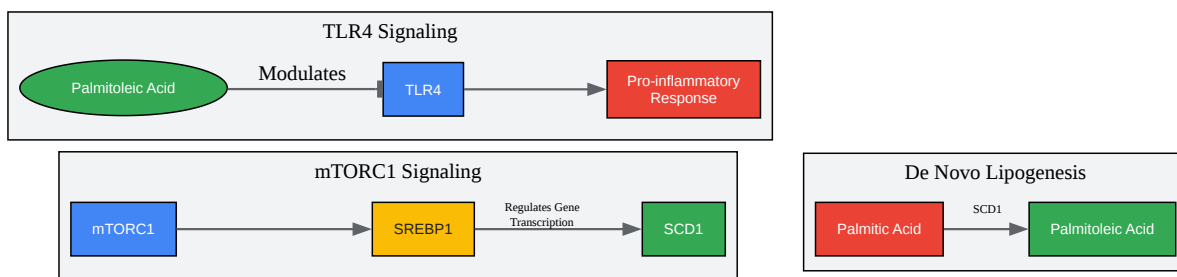 TLR4 Signaling
Palmitoleic Acid
Modulates
TLR4
Pro-inflammatory
Response
mTORC1 Signaling
mTORC1
SREBP1
Regulates Gene
Transcription
SCD1
De Novo Lipogenesis
Palmitic Acid
SCD1
Palmitoleic Acid